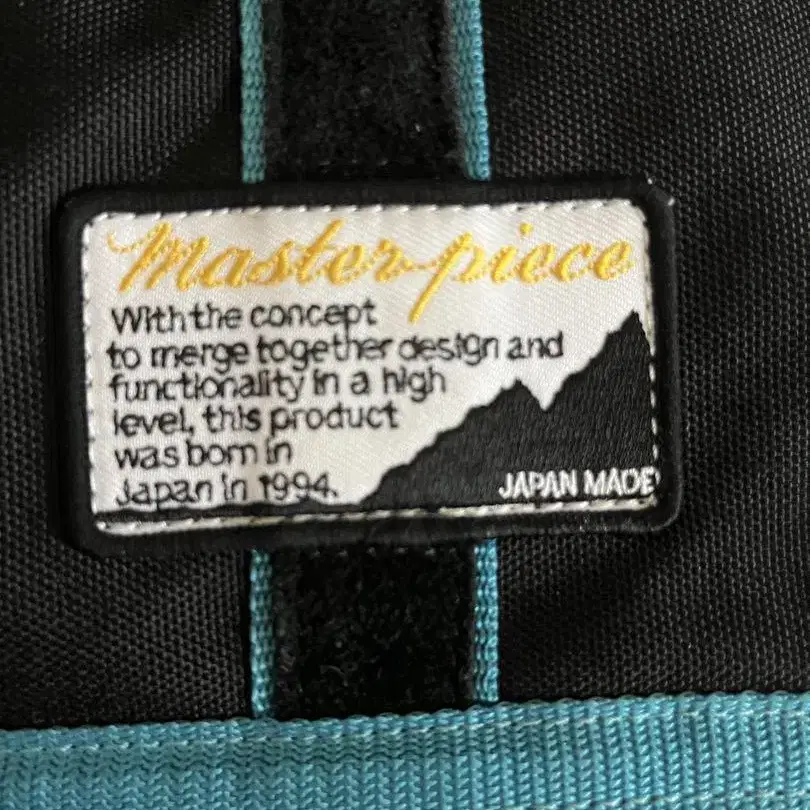 master-piece
With the concept
to merge together design and
functionality in a high
level, this product
was born in
Japan in 1994.
JAPAN MADE